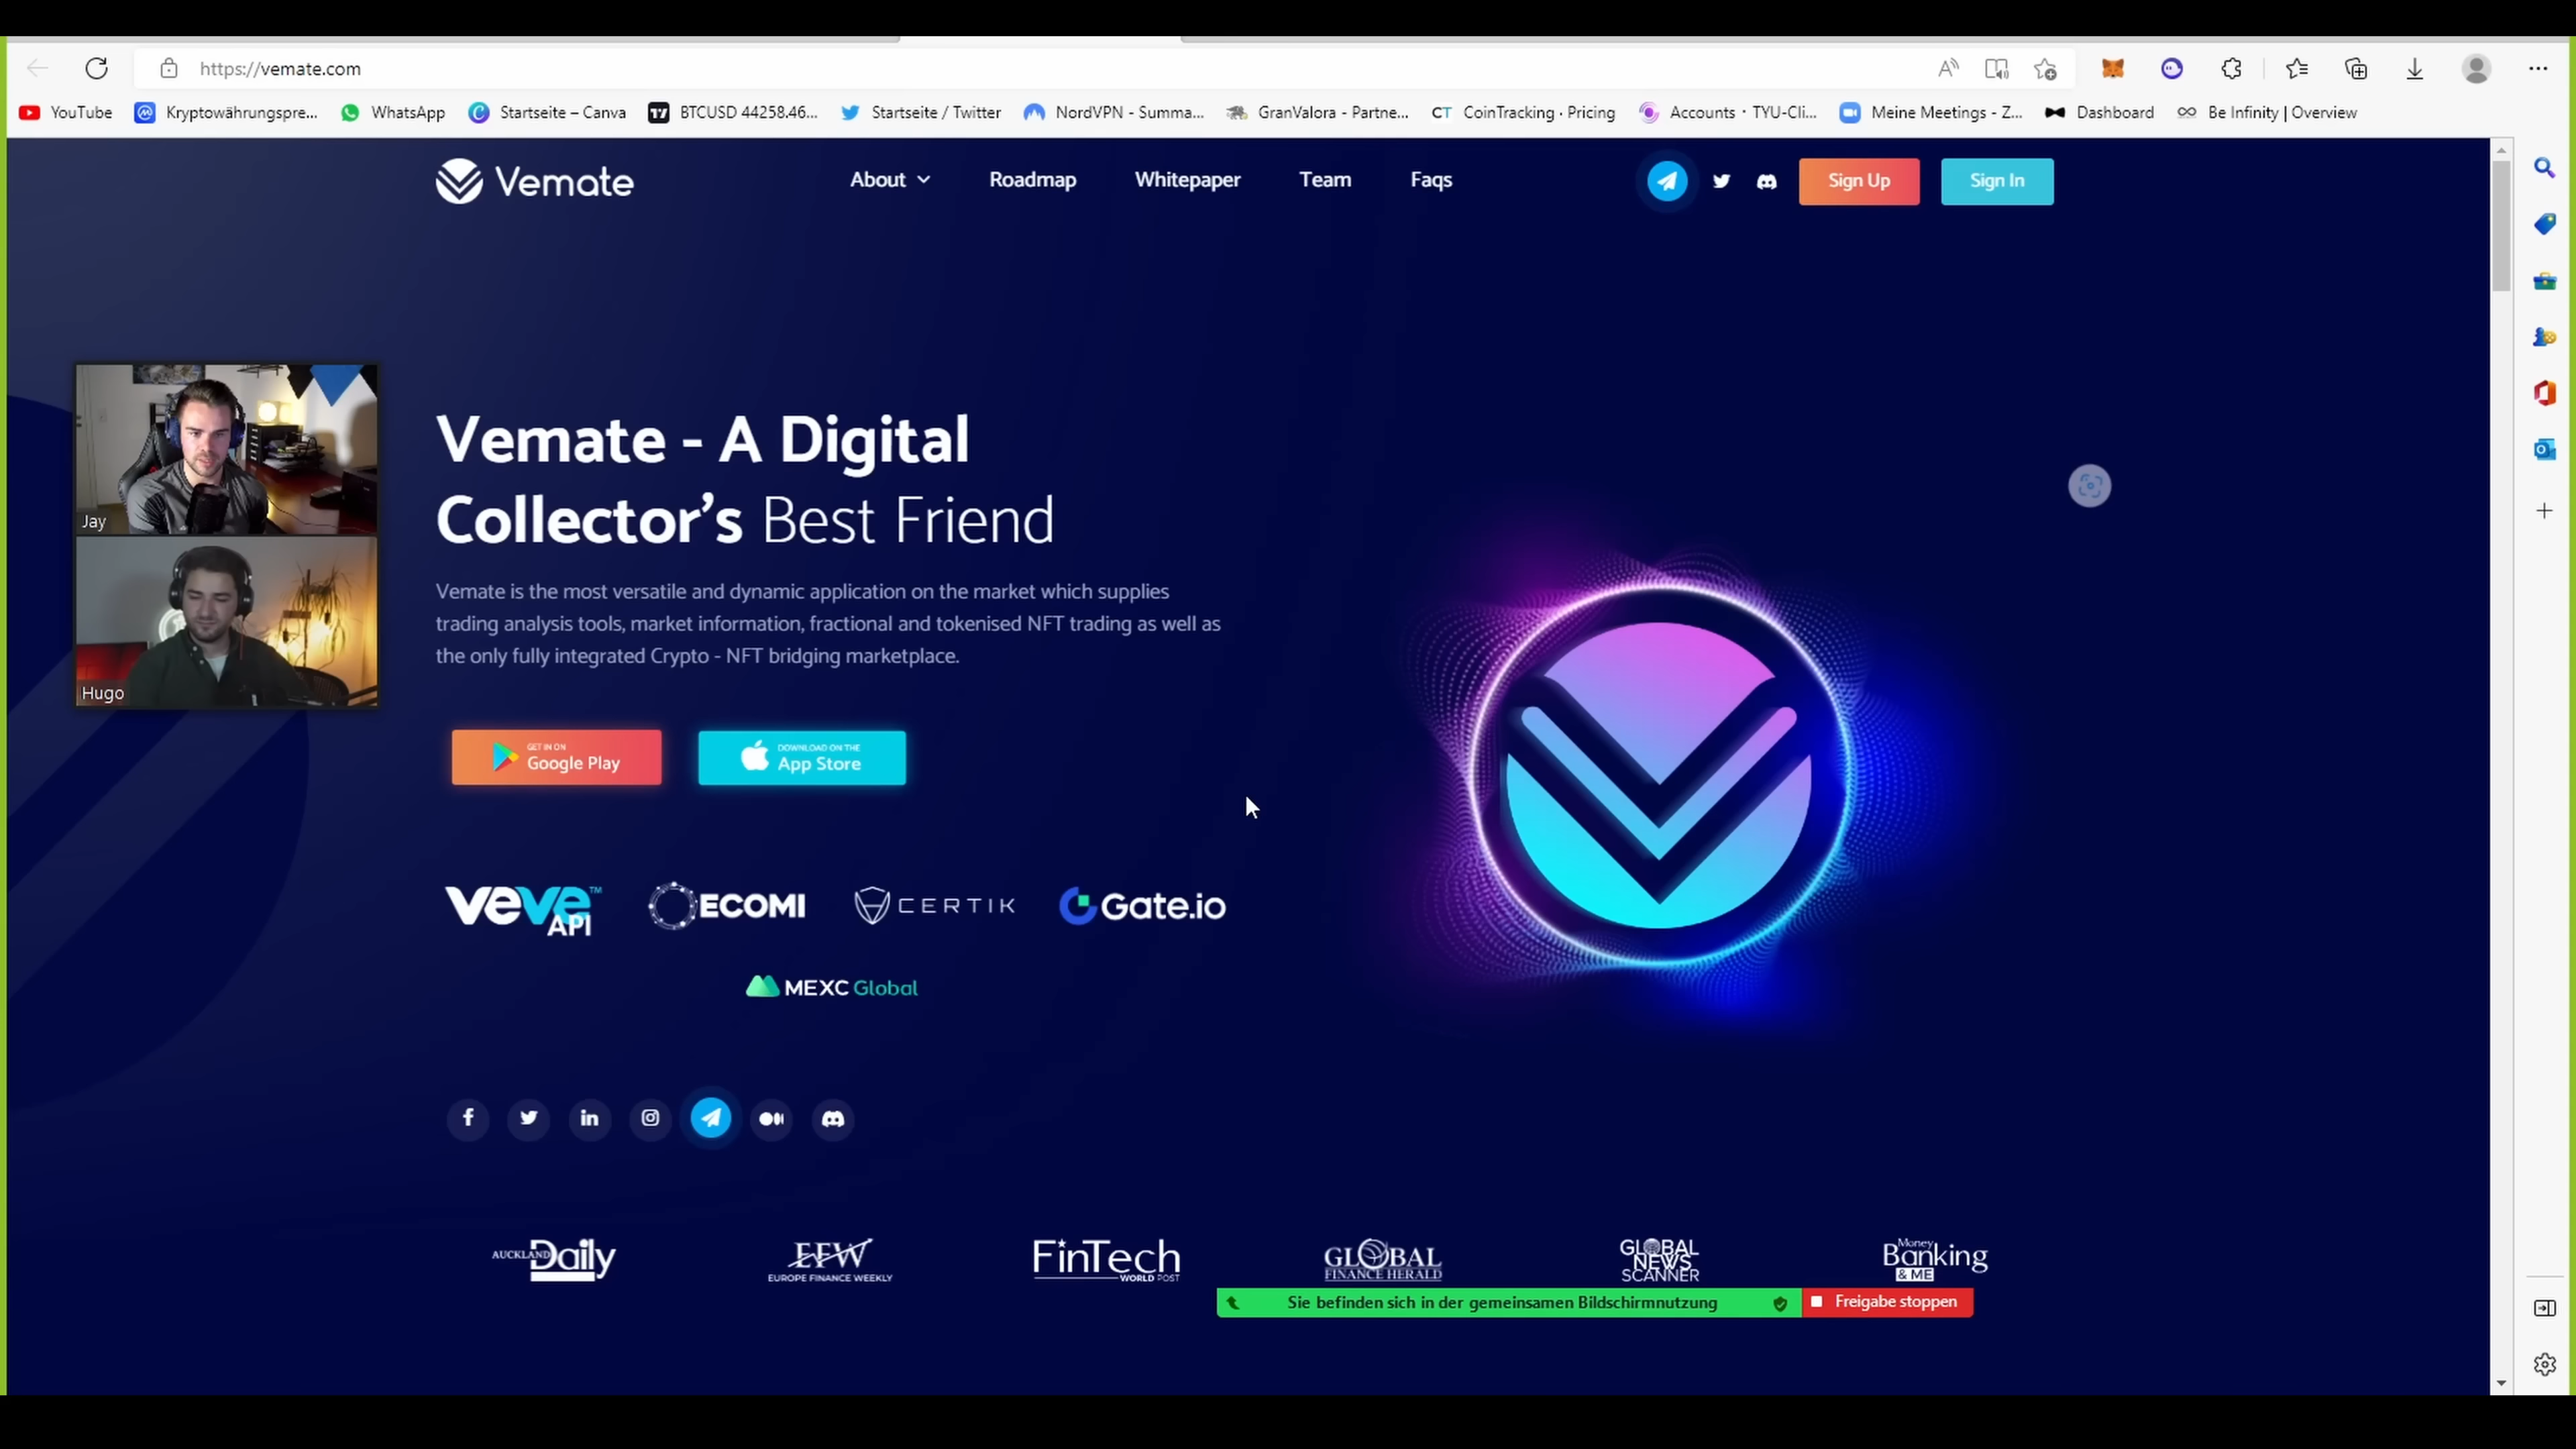 https://vemate.com
YouTube
Kryptowährungspre...
WhatsApp
Startseite – Canva
BTCUSD 44258.46...
Startseite / Twitter
NordVPN - Summa...
GranValora - Partne...
CT CoinTracking · Pricing
Accounts · TYU-Cli...
Meine Meetings - Z...
Dashboard
Be Infinity | Overview
Vemate
About
Roadmap
Whitepaper
Team
Faqs
Sign Up
Sign In
Jay
Hugo
Vemate - A Digital
Collector's Best Friend
Vemate is the most versatile and dynamic application on the market which supplies
trading analysis tools, market information, fractional and tokenised NFT trading as well as
the only fully integrated Crypto - NFT bridging marketplace.
GET IN ON
Google Play
DOWNLOAD ON THE
App Store
VEVE™
API
ECOMI
CERTIK
Gate.io
MEXC Global
AUCKLAND Daily
EFW
EUROPE FINANCE WEEKLY
FinTech
WORLD POST
GLOBAL
FINANCE HERALD
GLOBAL
NEWS
SCANNER
Money
Banking
& ME
Sie befinden sich in der gemeinsamen Bildschirmnutzung
Freigabe stoppen